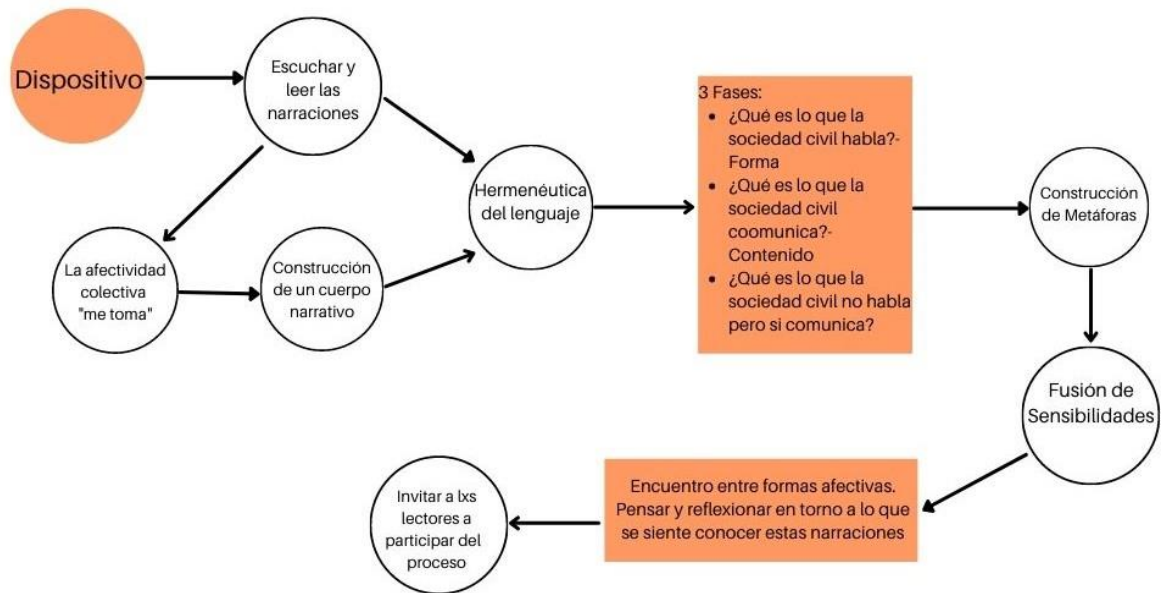 Dispositivo
Escuchar y
leer las
narraciones
La afectividad
colectiva
"me toma"
Construcción
de un cuerpo
narrativo
Hermenéutica
del lenguaje
3 Fases:
• ¿Qué es lo que la
sociedad civil habla?-
Forma
• ¿Qué es lo que la
sociedad civil
coomunica?-
Contenido
• ¿Qué es lo que la
sociedad civil no habla
pero si comunica?
Construcción
de Metáforas
Fusión de
Sensibilidades
Encuentro entre formas afectivas.
Pensar y reflexionar en torno a lo que
se siente conocer estas narraciones
Invitar a lxs
lectores a
participar del
proceso